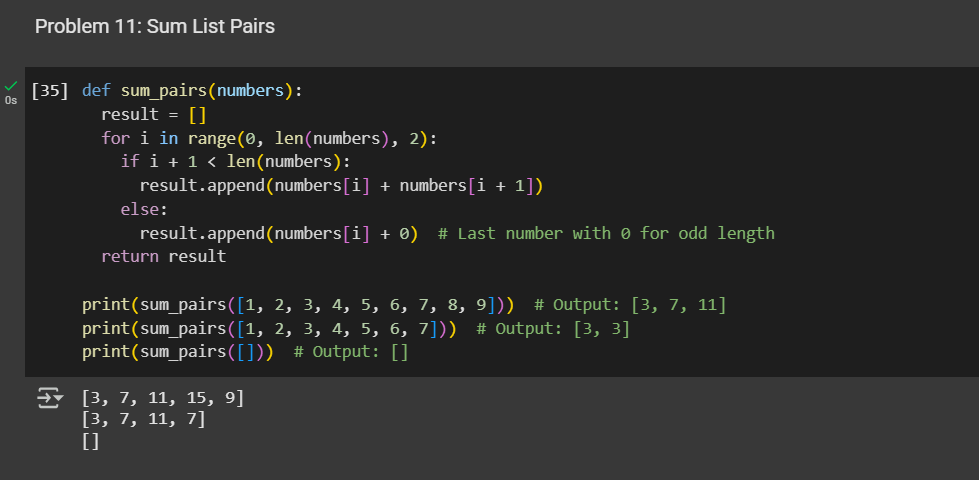 Problem 11: Sum List Pairs
0s
[35] def sum_pairs(numbers):
  result = []
  for i in range(0, len(numbers), 2):
    if i + 1 < len(numbers):
      result.append(numbers[i] + numbers[i + 1])
    else:
      result.append(numbers[i] + 0)  # Last number with 0 for odd length
  return result
print(sum_pairs([1, 2, 3, 4, 5, 6, 7, 8, 9]))  # Output: [3, 7, 11]
print(sum_pairs([1, 2, 3, 4, 5, 6, 7]))  # Output: [3, 3]
print(sum_pairs([]))  # Output: []
[3, 7, 11, 15, 9]
[3, 7, 11, 7]
[]